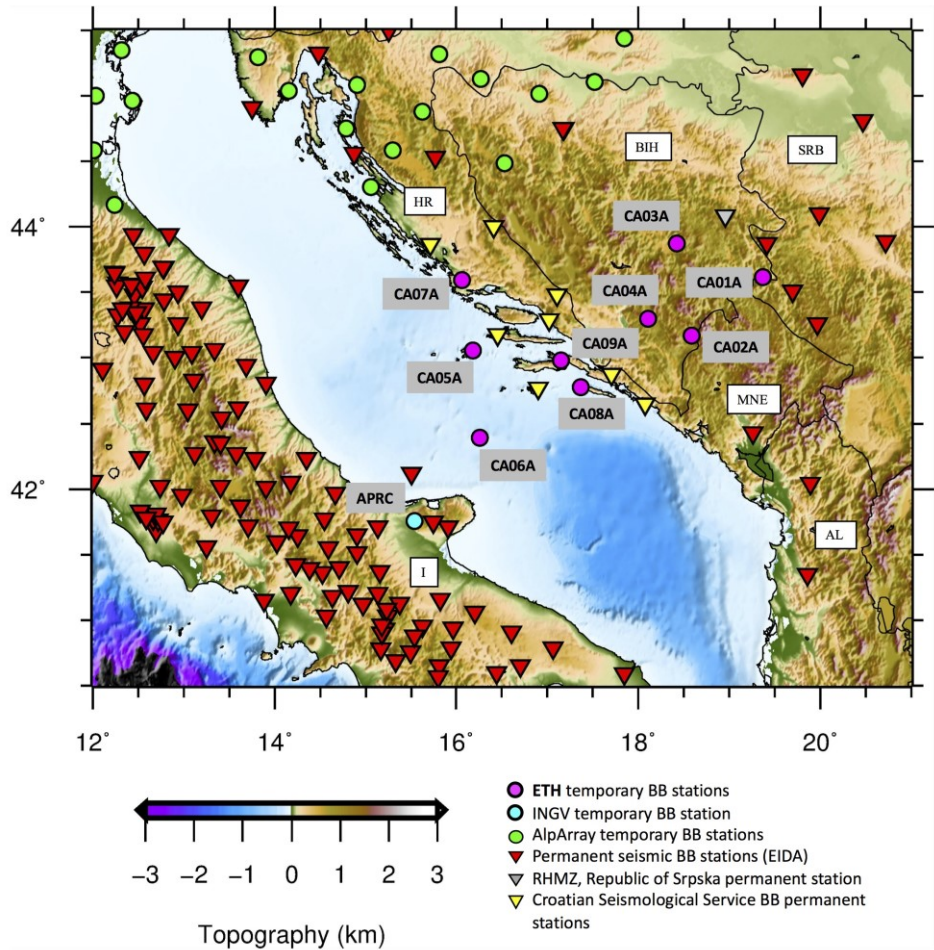 BIH
SRB
HR
44°
CA03A
CA01A
CA07A
CA04A
CA09A
CA02A
CA05A
MNE
CA08A
CA06A
42°
APRC
AL
I
12°
14°
16°
18°
20°
−3
−2
−1
0
1
2
3
Topography (km)
ETH temporary BB stations
INGV temporary BB station
AlpArray temporary BB stations
Permanent seismic BB stations (EIDA)
RHMZ, Republic of Srpska permanent station
Croatian Seismological Service BB permanent
stations